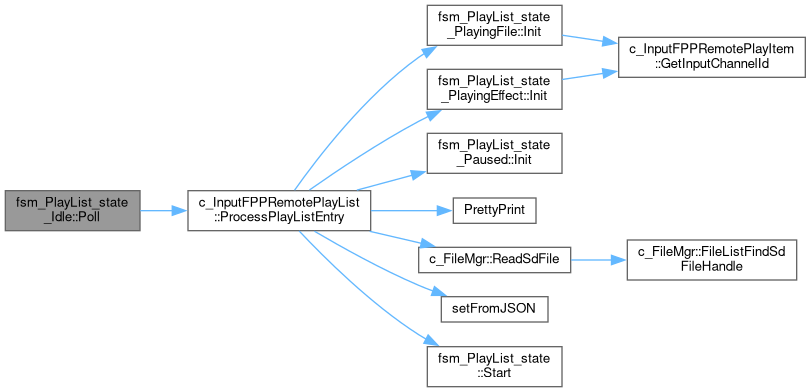 fsm_PlayList_state
_Idle::Poll
c_InputFPPRemotePlayList
::ProcessPlayListEntry
fsm_PlayList_state
_PlayingFile::Init
fsm_PlayList_state
_PlayingEffect::Init
fsm_PlayList_state
_Paused::Init
PrettyPrint
c_FileMgr::ReadSdFile
setFromJSON
fsm_PlayList_state
::Start
c_InputFPPRemotePlayItem
::GetInputChannelId
c_FileMgr::FileListFindSd
FileHandle